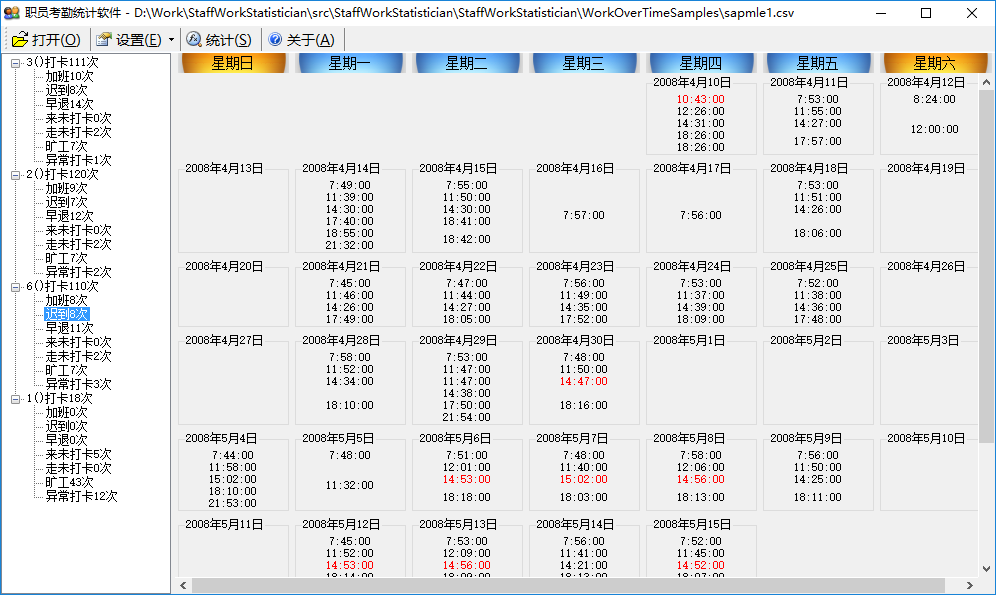 职员考勤统计软件 - D:\Work\StaffWorkStatistician\src\StaffWorkStatistician\StaffWorkStatistician\WorkOverTimeSamples\sapmle1.csv
打开(O) 设置(E) 统计(S) 关于(A)
3()打卡111次
加班10次
迟到8次
早退14次
来未打卡0次
走未打卡2次
旷工7次
异常打卡1次
2()打卡120次
加班9次
迟到7次
早退12次
来未打卡0次
走未打卡2次
旷工7次
异常打卡2次
6()打卡110次
加班8次
迟到8次
早退11次
来未打卡0次
走未打卡2次
旷工7次
异常打卡3次
1()打卡18次
加班0次
迟到0次
早退0次
来未打卡5次
走未打卡0次
旷工43次
异常打卡12次
星期日 星期一 星期二 星期三 星期四 星期五 星期六
2008年4月10日
10:43:00
12:26:00
14:31:00
18:26:00
18:26:00
2008年4月11日
7:53:00
11:55:00
14:27:00
17:57:00
2008年4月12日
8:24:00
12:00:00
2008年4月13日
2008年4月14日
7:49:00
11:39:00
14:30:00
17:40:00
18:55:00
21:32:00
2008年4月15日
7:55:00
11:50:00
14:30:00
18:41:00
18:42:00
2008年4月16日
7:57:00
2008年4月17日
7:56:00
2008年4月18日
7:53:00
11:51:00
14:26:00
18:06:00
2008年4月19日
2008年4月20日
2008年4月21日
7:45:00
11:46:00
14:26:00
17:49:00
2008年4月22日
7:47:00
11:44:00
14:27:00
18:05:00
2008年4月23日
7:56:00
11:49:00
14:35:00
17:52:00
2008年4月24日
7:53:00
11:37:00
14:39:00
18:09:00
2008年4月25日
7:52:00
11:38:00
14:36:00
17:48:00
2008年4月26日
2008年4月27日
2008年4月28日
7:58:00
11:52:00
14:34:00
18:10:00
2008年4月29日
7:53:00
11:47:00
11:47:00
14:38:00
17:50:00
21:54:00
2008年4月30日
7:48:00
11:50:00
14:47:00
18:16:00
2008年5月1日
2008年5月2日
2008年5月3日
2008年5月4日
7:44:00
11:58:00
15:02:00
18:10:00
21:53:00
2008年5月5日
7:48:00
11:32:00
2008年5月6日
7:51:00
12:01:00
14:53:00
18:18:00
2008年5月7日
7:48:00
11:40:00
15:02:00
18:03:00
2008年5月8日
7:58:00
12:06:00
14:56:00
18:13:00
2008年5月9日
7:56:00
11:50:00
14:25:00
18:11:00
2008年5月10日
2008年5月11日
2008年5月12日
7:45:00
11:52:00
14:53:00
18:14:00
2008年5月13日
7:53:00
12:09:00
14:56:00
18:09:00
2008年5月14日
7:56:00
11:41:00
14:21:00
18:13:00
2008年5月15日
7:52:00
11:45:00
14:52:00
18:07:00